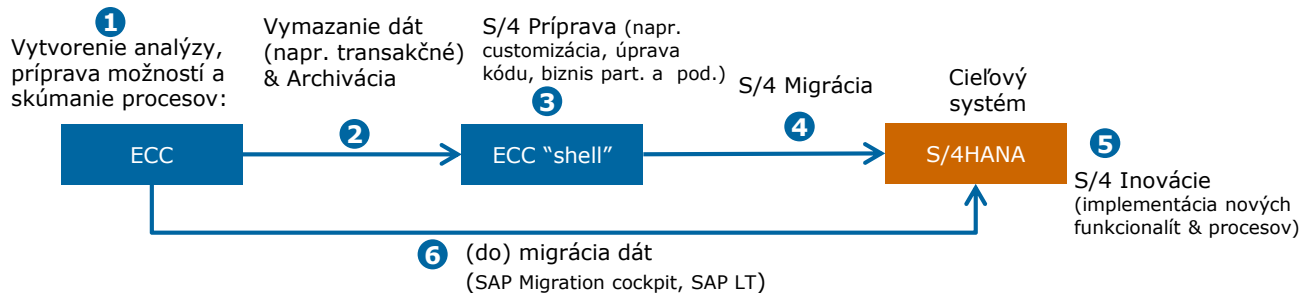 1
Vytvorenie analýzy,
príprava možností a
skúmanie procesov:
ECC
Vymazanie dát
(napr. transakčné)
& Archivácia
2
S/4 Príprava (napr.
customizácia, úprava
kódu, biznis part. a pod.)
3
ECC “shell”
S/4 Migrácia
4
Cieľový
systém
S/4HANA
5
S/4 Inovácie
(implementácia nových
funkcionalít & procesov)
6
(do) migrácia dát
(SAP Migration cockpit, SAP LT)